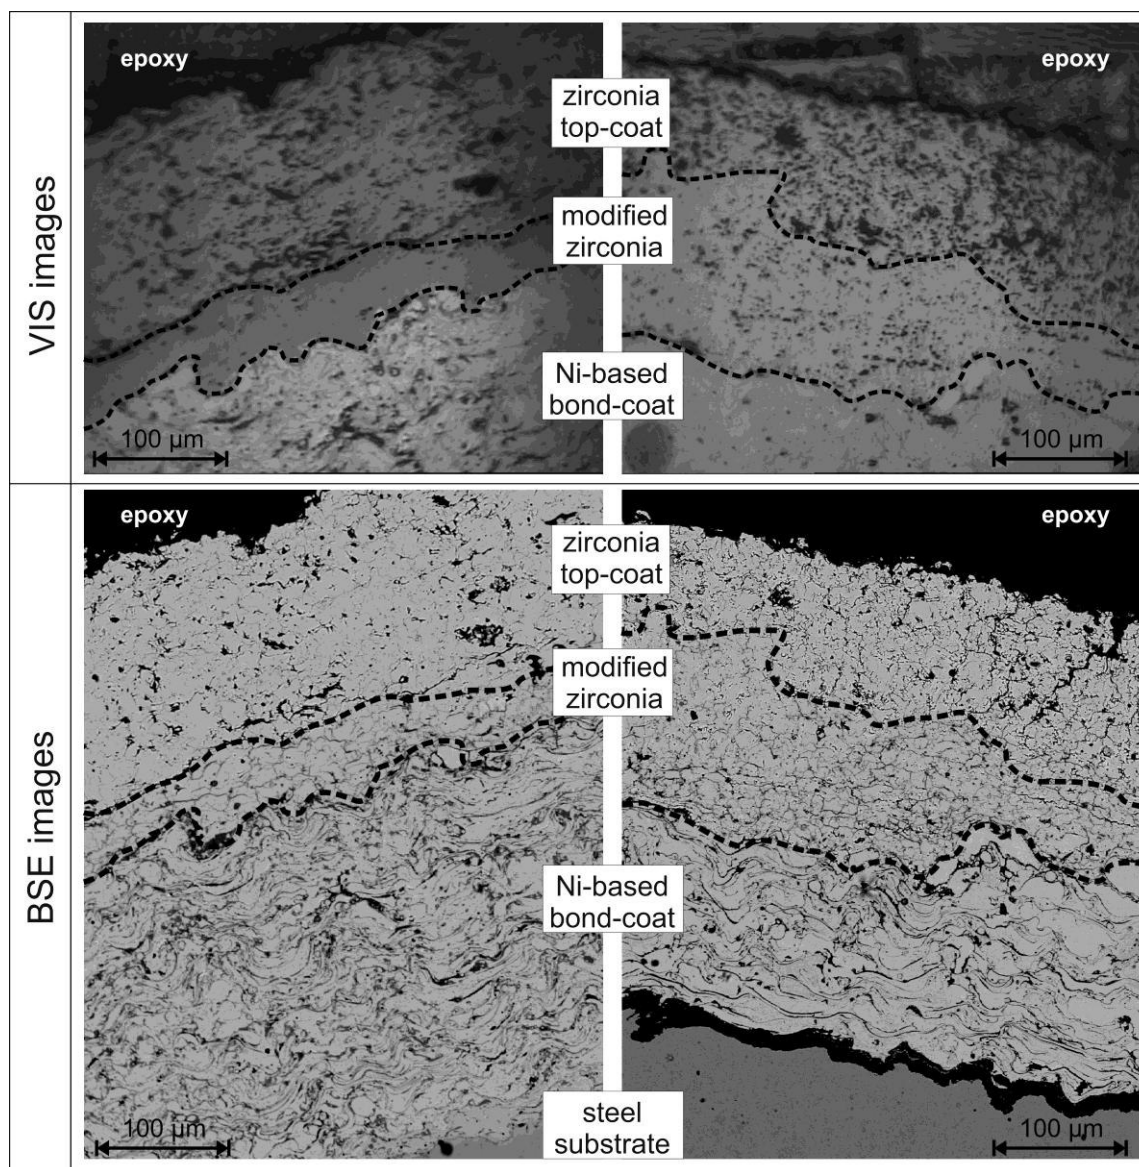 VIS images
epoxy
epoxy
zirconia
top-coat
modified
zirconia
Ni-based
bond-coat
100 µm
100 µm
BSE images
epoxy
epoxy
zirconia
top-coat
modified
zirconia
Ni-based
bond-coat
steel
substrate
100 µm
100 µm